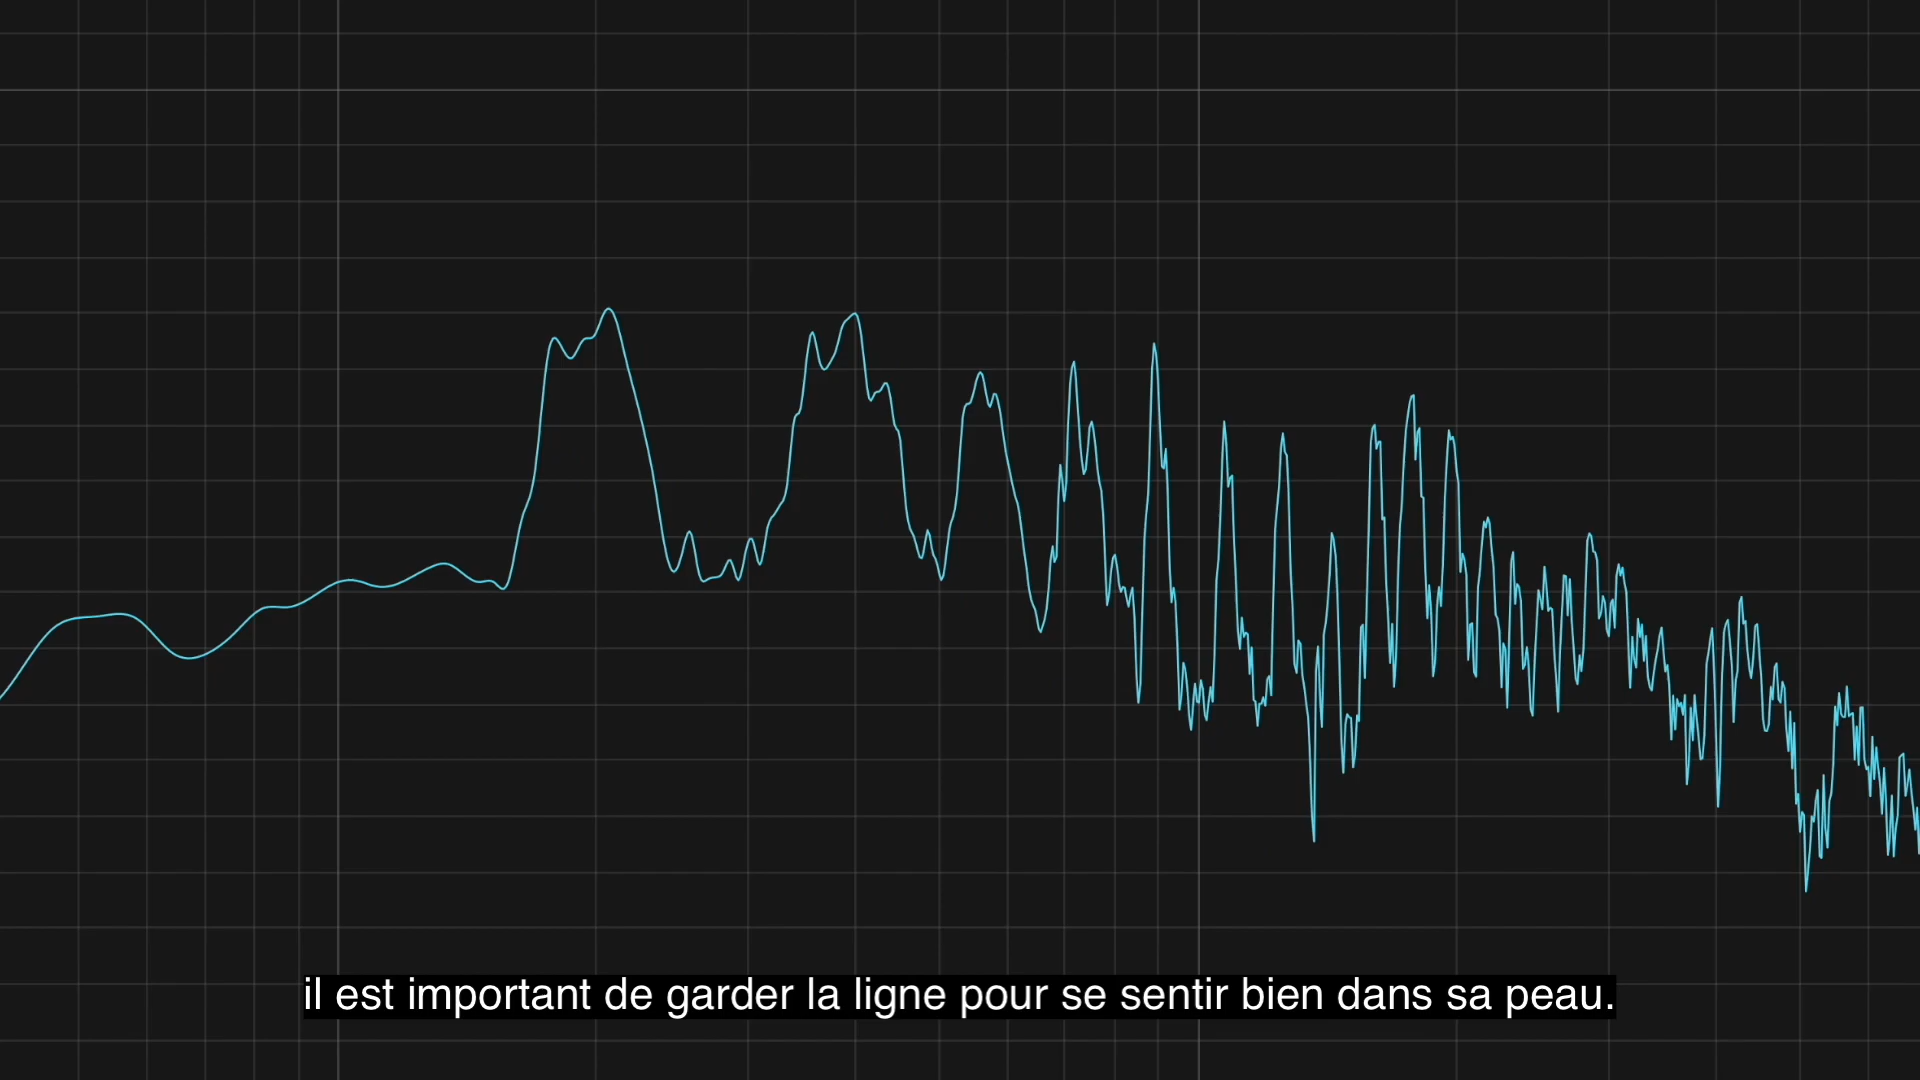 il est important de garder la ligne pour se sentir bien dans sa peau.